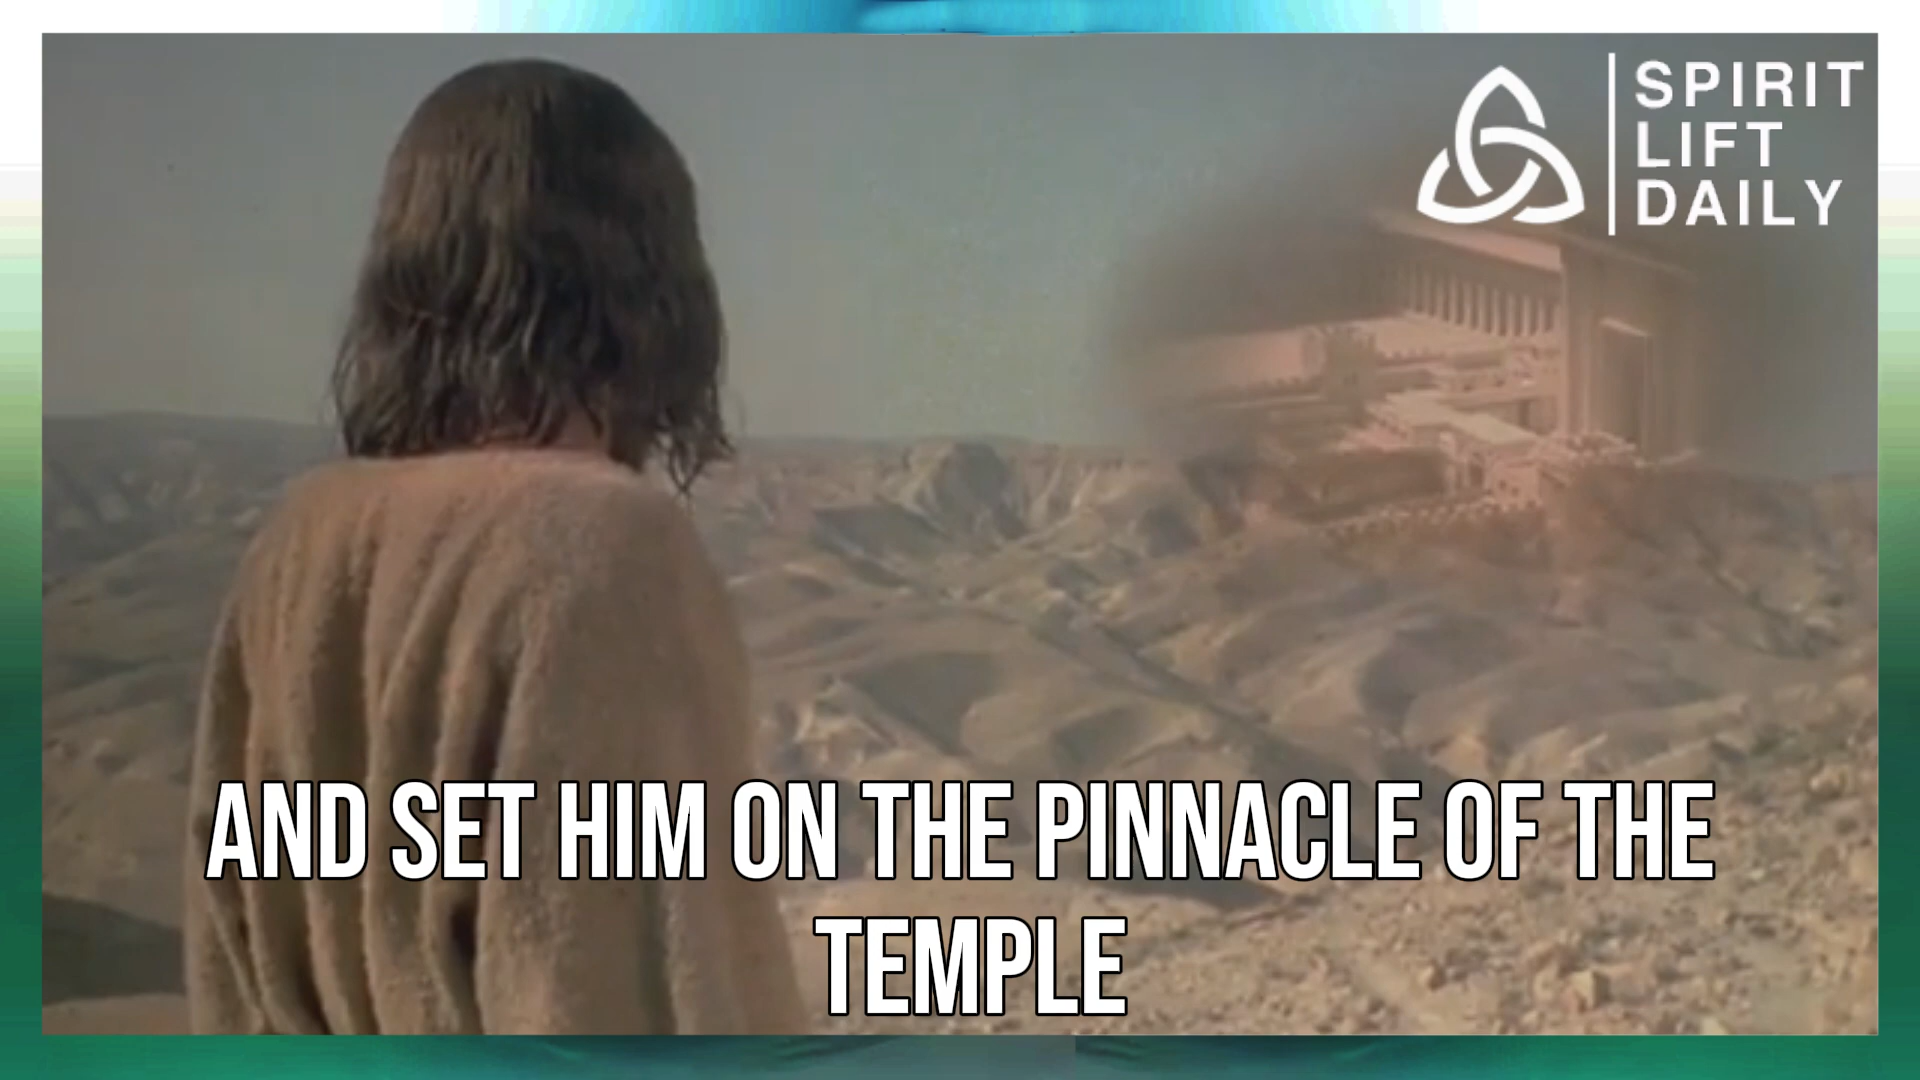 SPIRIT
LIFT
DAILY
AND SET HIM ON THE PINNACLE OF THE
TEMPLE